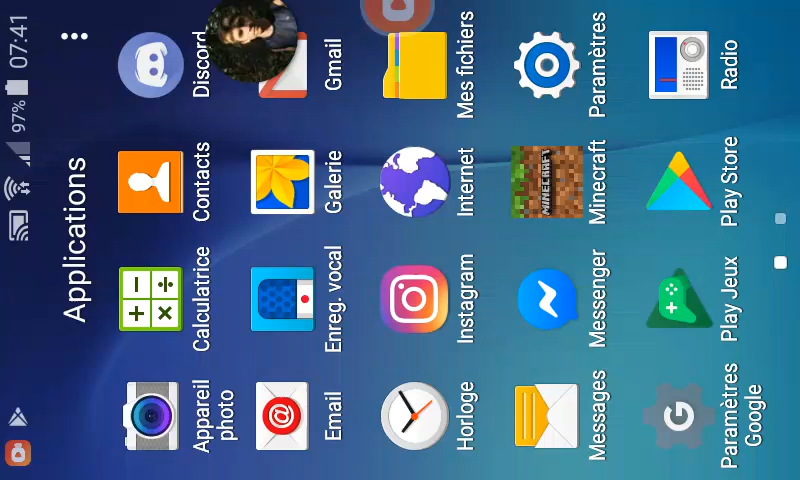 97% 07:41
Applications
Appareil
photo
Calculatrice
Contacts
Discord
Email
Enreg. vocal
Galerie
Gmail
Horloge
Instagram
Internet
Mes fichiers
Messages
Messenger
MINECRAFT
Minecraft
Paramètres
G
Paramètres
Google
Play Jeux
Play Store
Radio